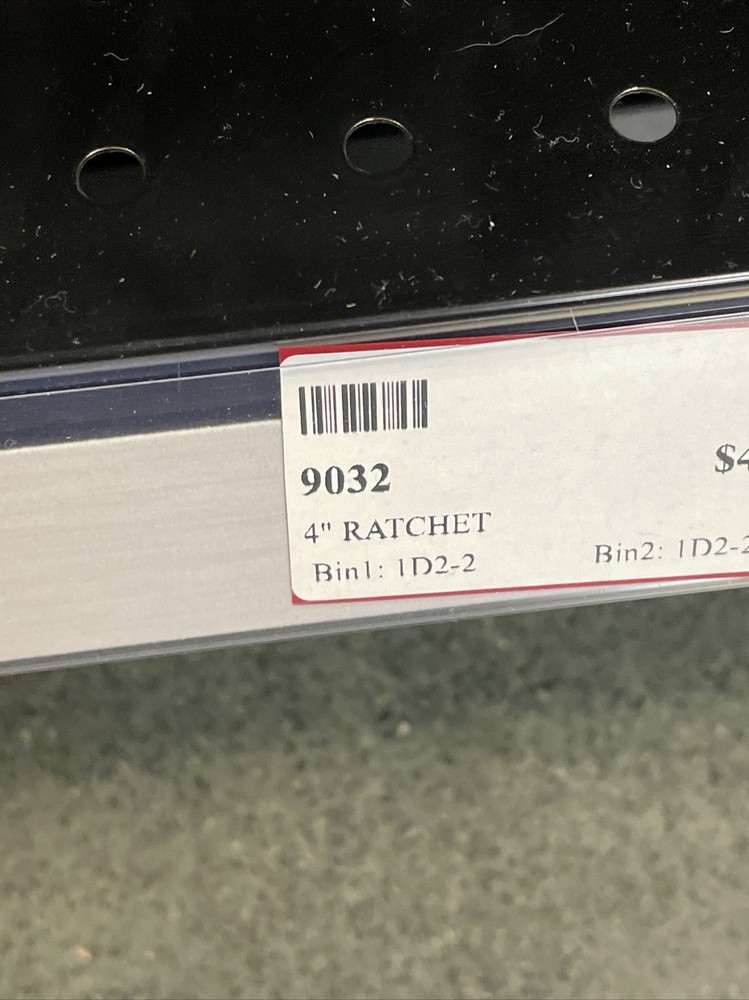 9032
$4
4" RATCHET
Bin1: 1D2-2 Bin2: 1D2-2